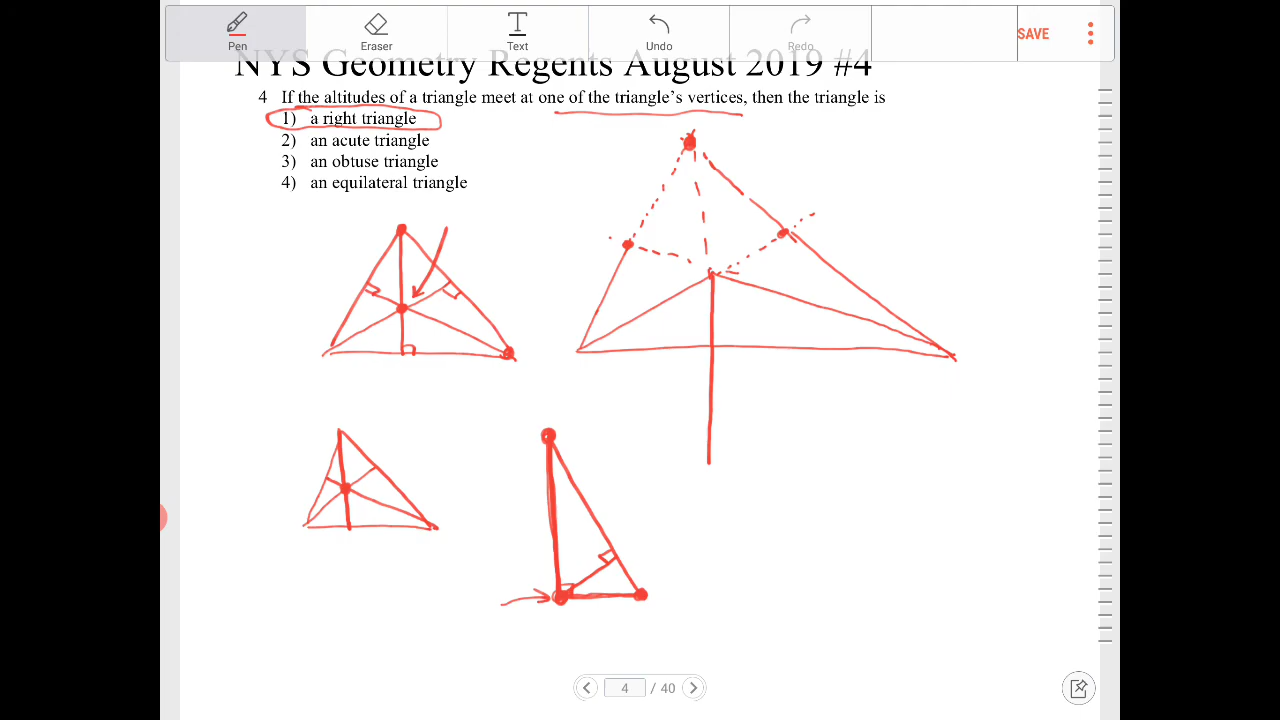 Pen
Eraser
Text
Undo
Redo
SAVE
NYS Geometry Regents August 2019 #4
4 If the altitudes of a triangle meet at one of the triangle's vertices, then the triangle is
1) a right triangle
2) an acute triangle
3) an obtuse triangle
4) an equilateral triangle
4 / 40